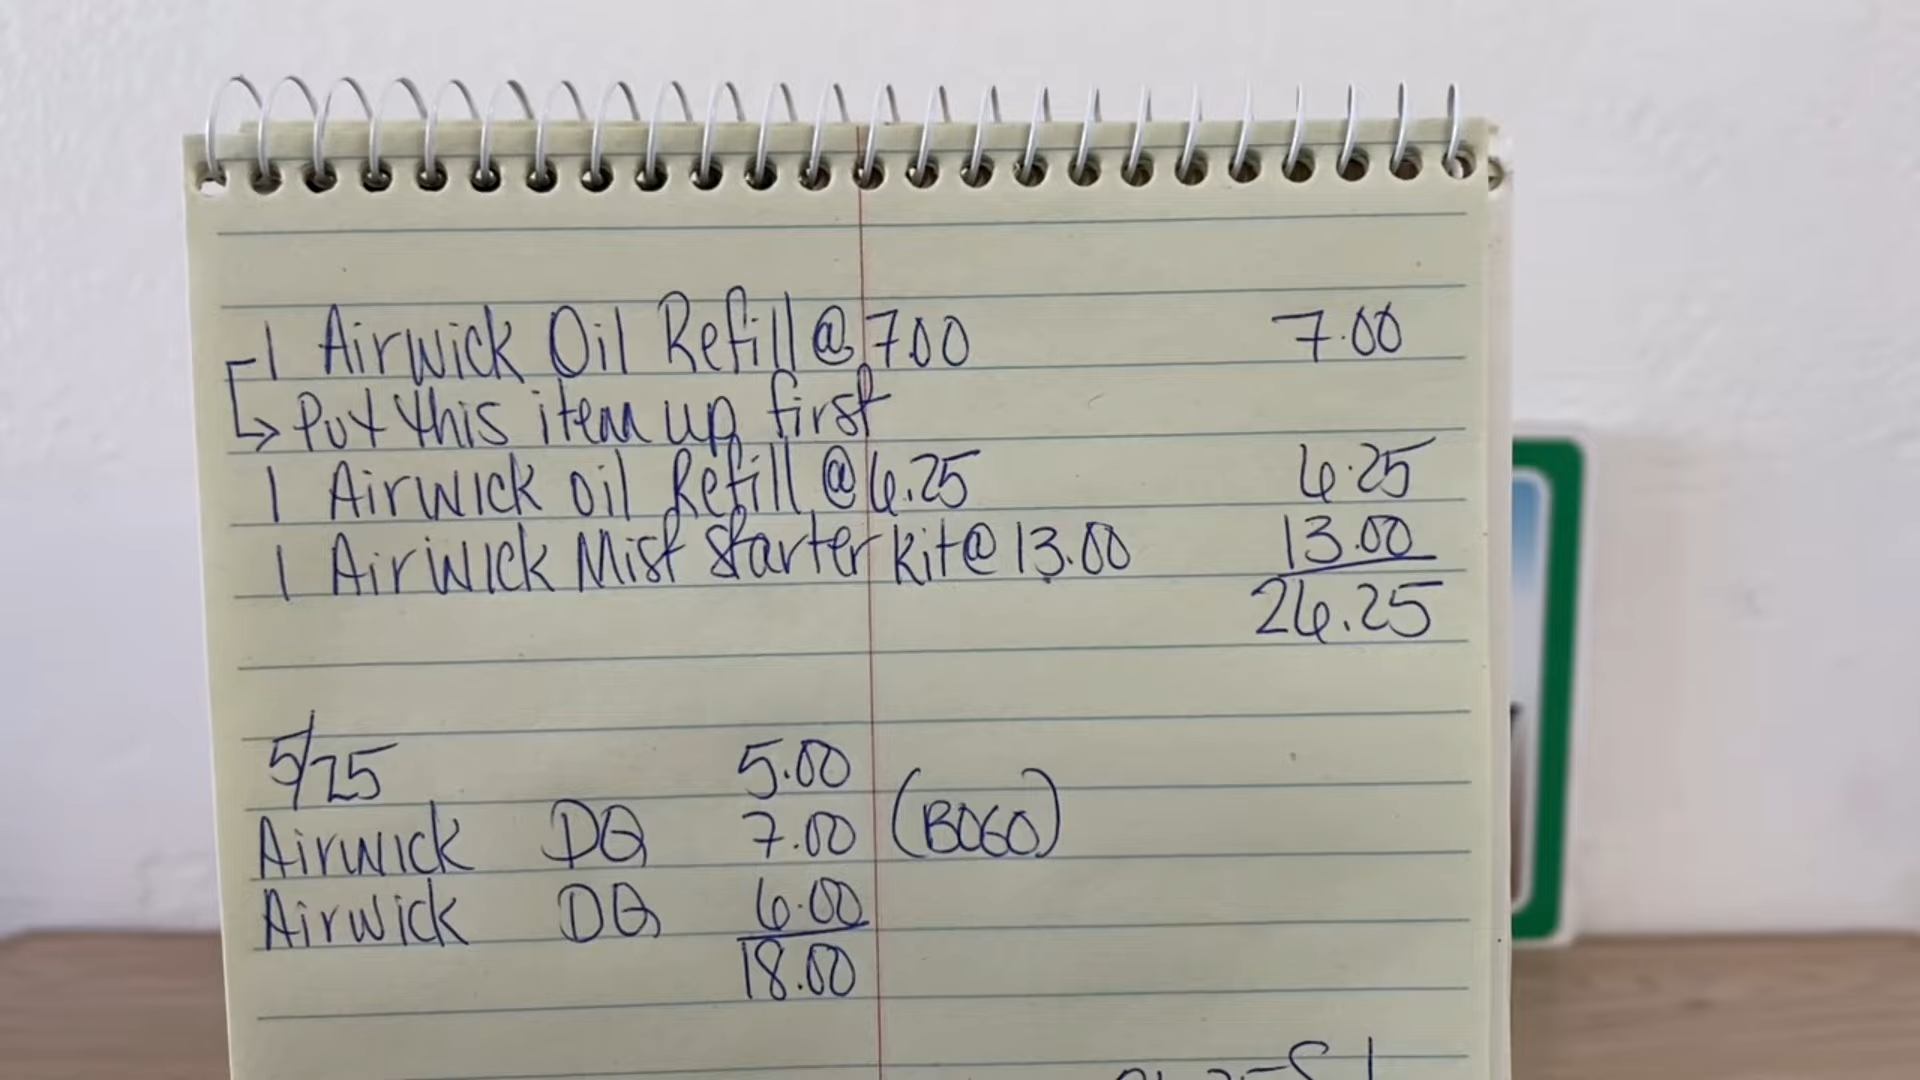 1 Airwick Oil Refill @ 7.00 7.00
Put this item up first
1 Airwick oil Refill @ 6.25 6.25
1 Airwick Mist starter kit @ 13.00 13.00
26.25
5/25 5.00
Airwick DQ 7.00 (BOGO)
Airwick DQ 6.00
18.00